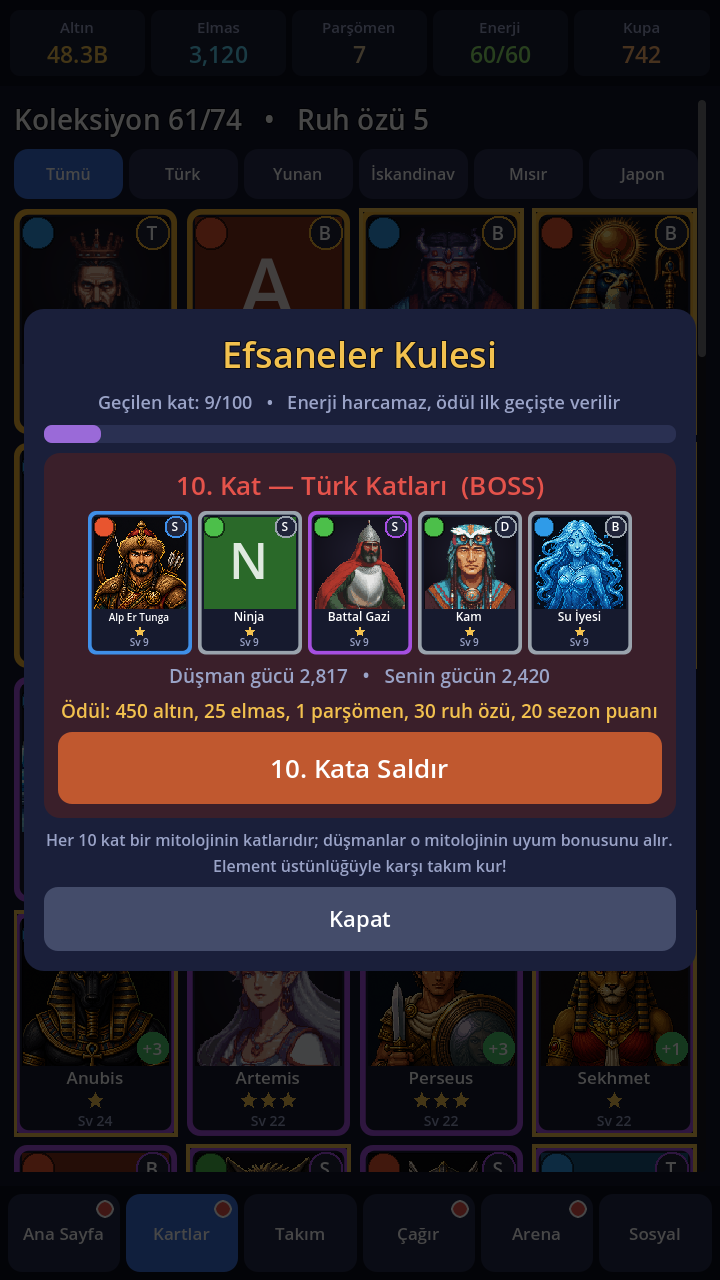 Altın Elmas Parşömen Enerji Kupa
48.3B 3,120 7 60/60 742
Koleksiyon 61/74 • Ruh özü 5
Tümü Türk Yunan İskandinav Mısır Japon
T A B B B
Efsaneler Kulesi
Geçilen kat: 9/100 • Enerji harcamaz, ödül ilk geçişte verilir
10. Kat — Türk Katları (BOSS)
S N S S D B
Alp Er Tunga Ninja Battal Gazi Kam Su İyesi
Sv 9 Sv 9 Sv 9 Sv 9 Sv 9
Düşman gücü 2,817 • Senin gücün 2,420
Ödül: 450 altın, 25 elmas, 1 parşömen, 30 ruh özü, 20 sezon puanı
10. Kata Saldır
Her 10 kat bir mitolojinin katlarıdır; düşmanlar o mitolojinin uyum bonusunu alır.
Element üstünlüğüyle karşı takım kur!
Kapat
+3 +3 +1
Anubis Artemis Perseus Sekhmet
Sv 24 Sv 22 Sv 22 Sv 22
B S S T
Ana Sayfa Kartlar Takım Çağır Arena Sosyal